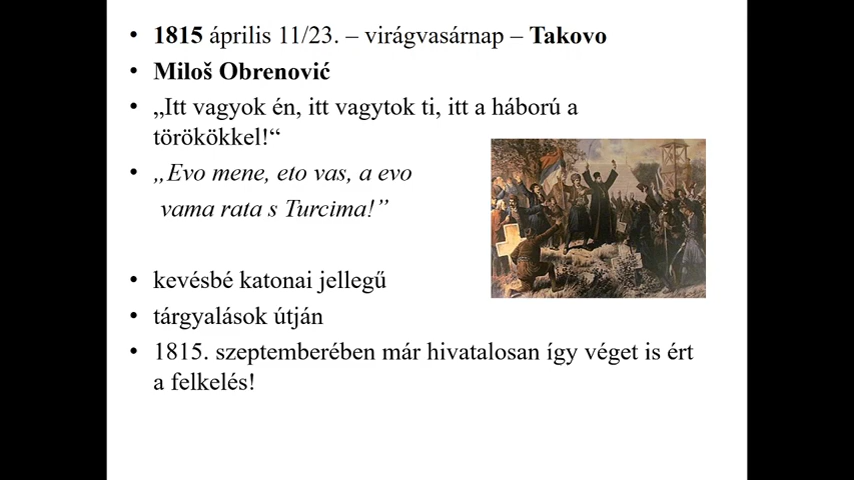 • 1815 április 11/23. – virágvasárnap – Takovo
• Miloš Obrenović
• „Itt vagyok én, itt vagytok ti, itt a háború a
törökökkel!“
• „Evo mene, eto vas, a evo
vama rata s Turcima!”
• kevésbé katonai jellegű
• tárgyalások útján
• 1815. szeptemberében már hivatalosan így véget is ért
a felkelés!